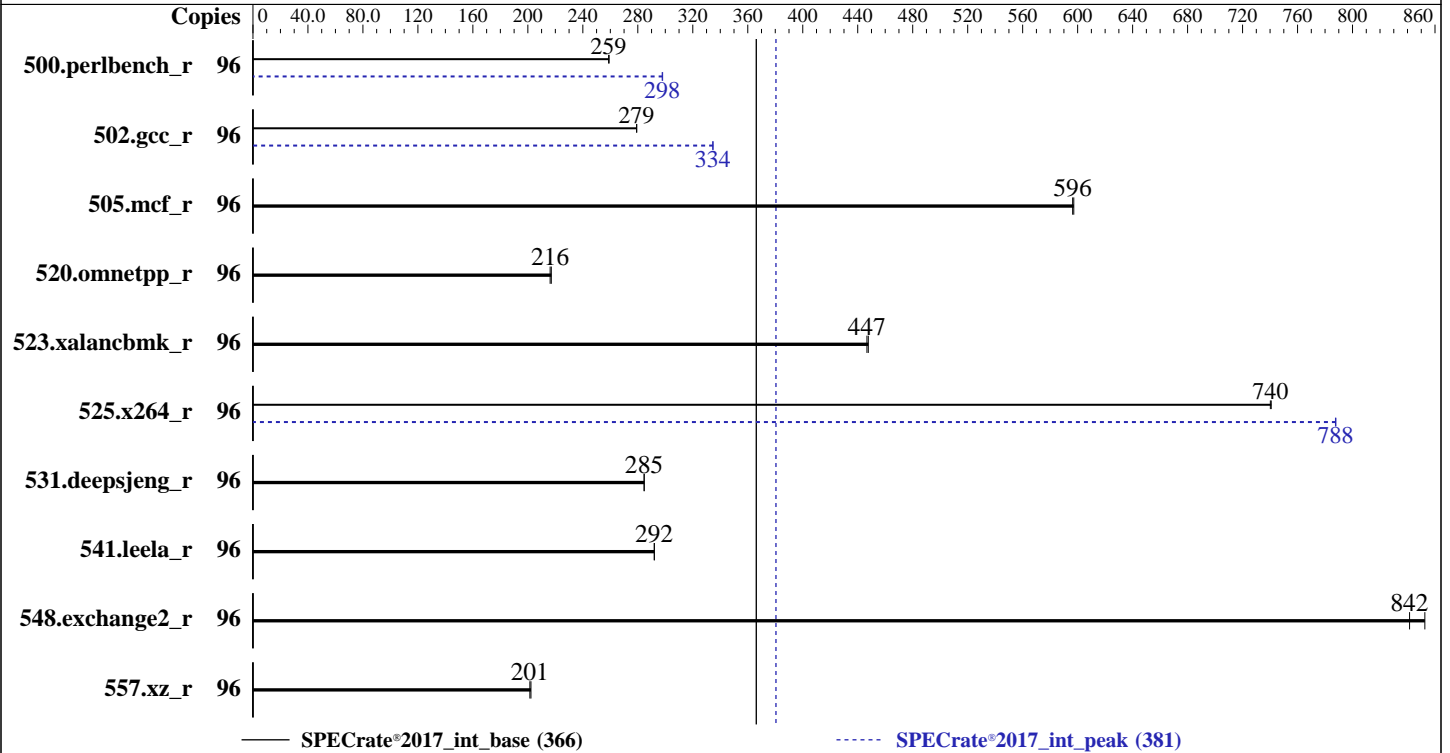 Copies 0 40.0 80.0 120 160 200 240 280 320 360 400 440 480 520 560 600 640 680 720 760 800 860
259
500.perlbench_r 96
298
279
502.gcc_r 96
334
596
505.mcf_r 96
216
520.omnetpp_r 96
447
523.xalancbmk_r 96
740
525.x264_r 96
788
285
531.deepsjeng_r 96
292
541.leela_r 96
842
548.exchange2_r 96
201
557.xz_r 96
SPECrate®2017_int_base (366) SPECrate®2017_int_peak (381)